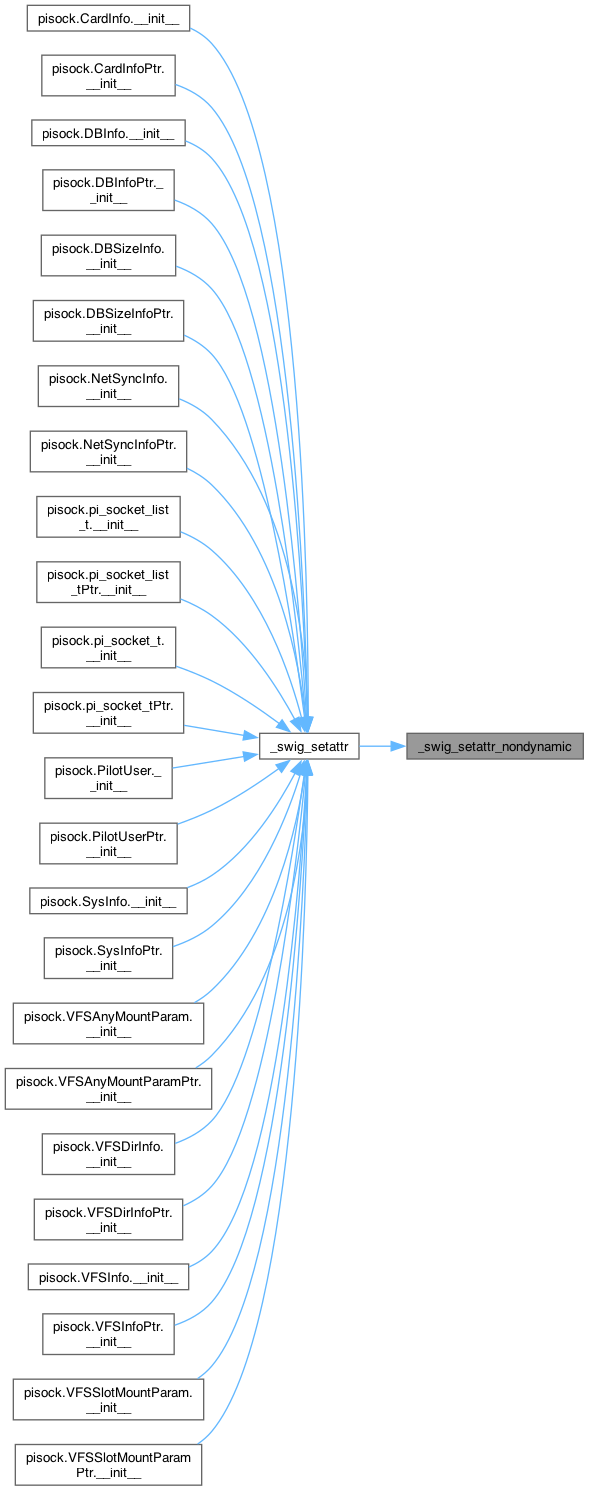 pisock.CardInfo.__init__
pisock.CardInfoPtr.
__init__
pisock.DBInfo.__init__
pisock.DBInfoPtr._
_init__
pisock.DBSizeInfo.
__init__
pisock.DBSizeInfoPtr.
__init__
pisock.NetSyncInfo.
__init__
pisock.NetSyncInfoPtr.
__init__
pisock.pi_socket_list
_t.__init__
pisock.pi_socket_list
_tPtr.__init__
pisock.pi_socket_t.
__init__
pisock.pi_socket_tPtr.
__init__
pisock.PilotUser._
_init__
pisock.PilotUserPtr.
__init__
pisock.SysInfo.__init__
pisock.SysInfoPtr.
__init__
pisock.VFSAnyMountParam.
__init__
pisock.VFSAnyMountParamPtr.
__init__
pisock.VFSDirInfo.
__init__
pisock.VFSDirInfoPtr.
__init__
pisock.VFSInfo.__init__
pisock.VFSInfoPtr.
__init__
pisock.VFSSlotMountParam.
__init__
pisock.VFSSlotMountParam
Ptr.__init__
_swig_setattr
_swig_setattr_nondynamic